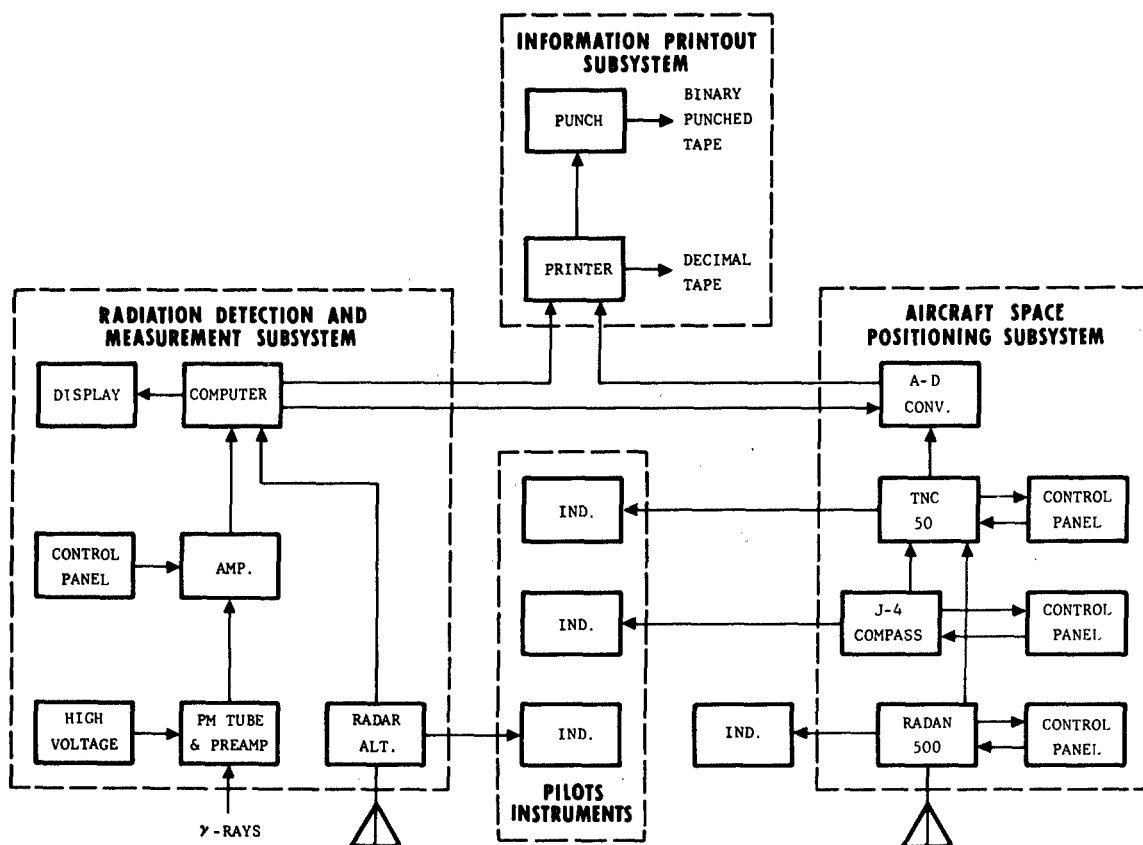 INFORMATION PRINTOUT
SUBSYSTEM
PUNCH
BINARY
PUNCHED
TAPE
PRINTER
DECIMAL
TAPE
RADIATION DETECTION AND
MEASUREMENT SUBSYSTEM
DISPLAY
COMPUTER
CONTROL
PANEL
AMP.
HIGH
VOLTAGE
PM TUBE
& PREAMP
RADAR
ALT.
γ-RAYS
IND.
IND.
IND.
PILOTS
INSTRUMENTS
IND.
AIRCRAFT SPACE
POSITIONING SUBSYSTEM
A-D
CONV.
TNC
50
CONTROL
PANEL
J-4
COMPASS
CONTROL
PANEL
RADAN
500
CONTROL
PANEL